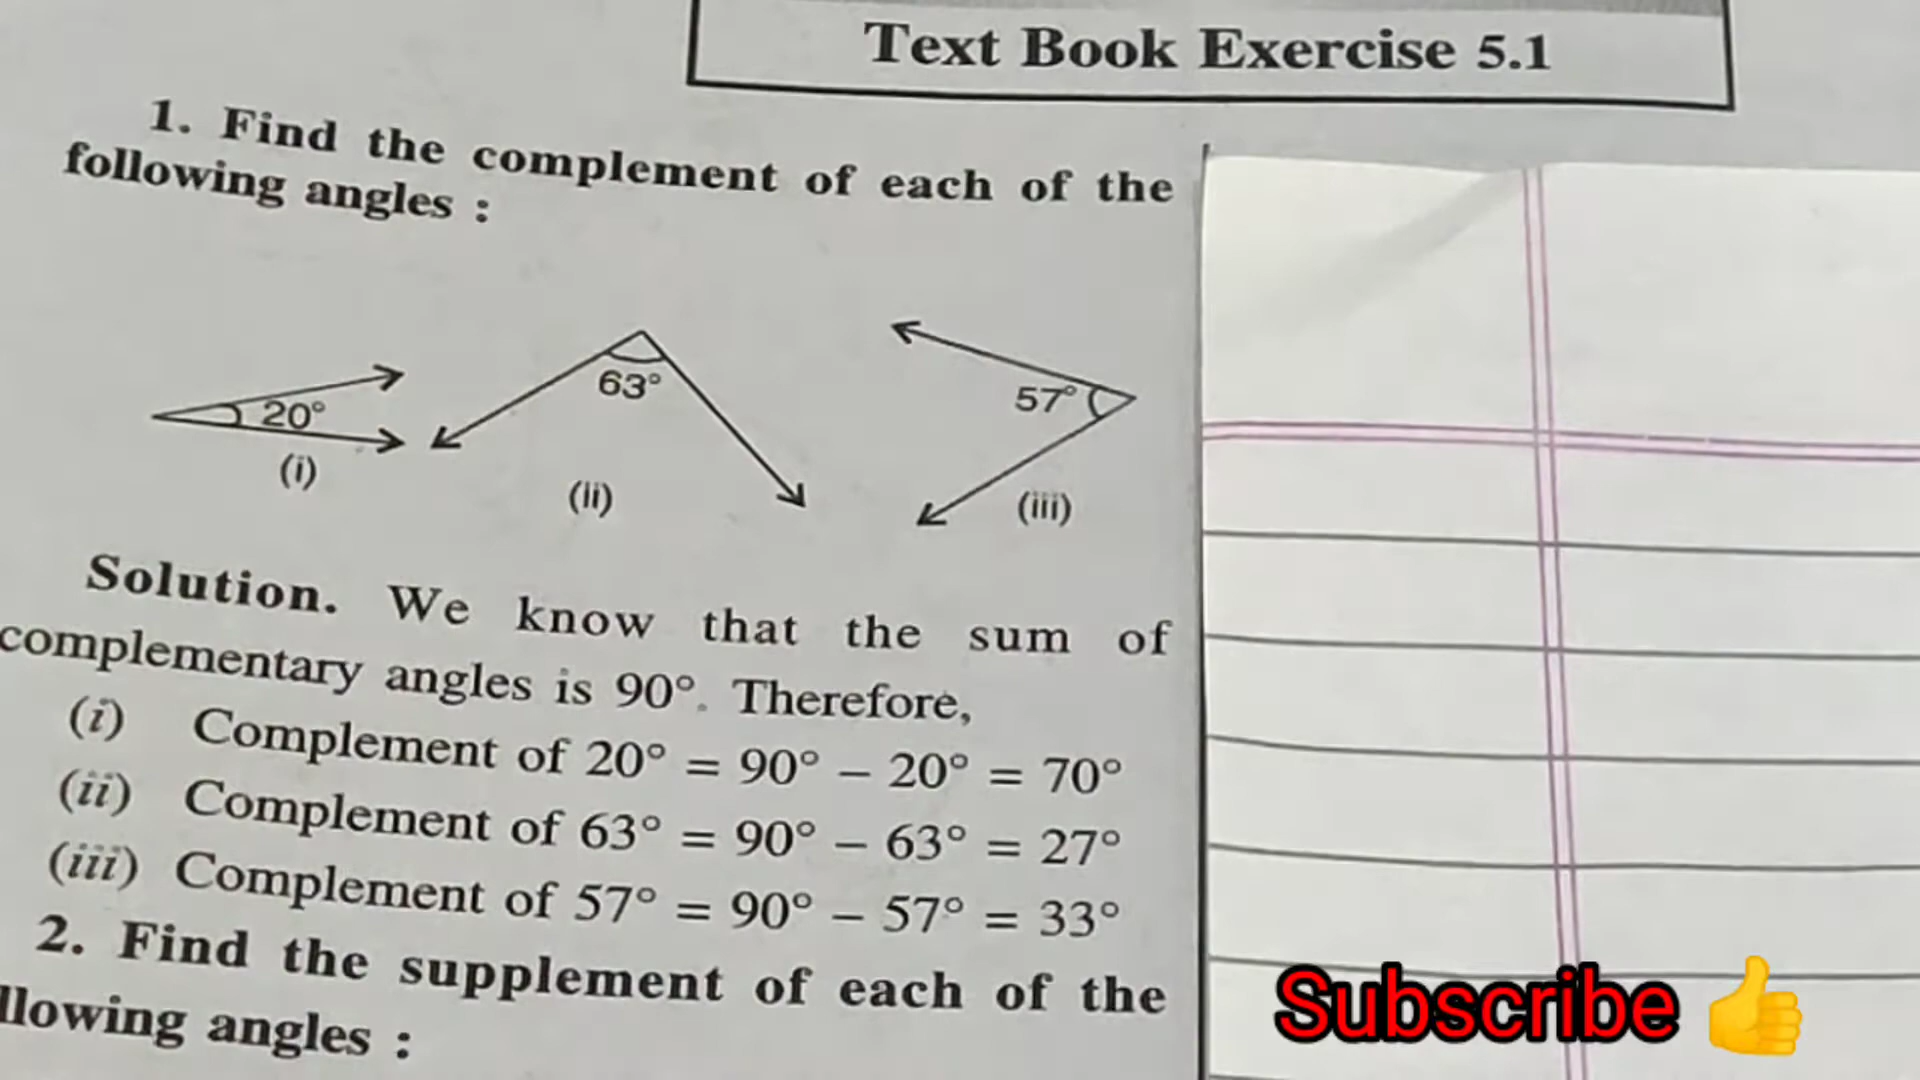 Text Book Exercise 5.1
1. Find the complement of each of the
following angles :
20°
63°
57°
(i)
(ii)
(iii)
Solution. We know that the sum of
complementary angles is 90°. Therefore,
(i) Complement of 20° = 90° – 20° = 70°
(ii) Complement of 63° = 90° – 63° = 27°
(iii) Complement of 57° = 90° – 57° = 33°
2. Find the supplement of each of the
llowing angles :
Subscribe 👍